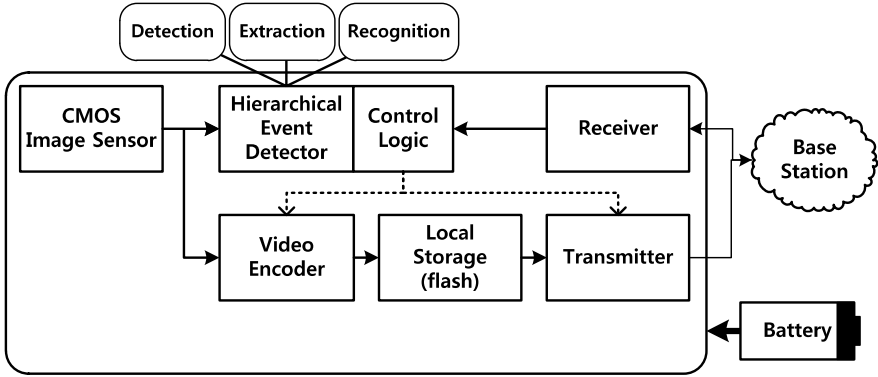 Detection
Extraction
Recognition
CMOS
Image Sensor
Hierarchical
Event
Detector
Control
Logic
Receiver
Base
Station
Video
Encoder
Local
Storage
(flash)
Transmitter
Battery